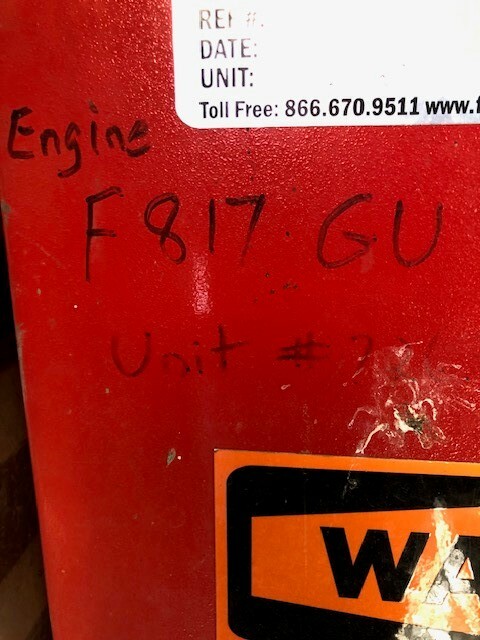 REF #:
DATE:
UNIT:
Toll Free: 866.670.9511 www.f
Engine
F817 GU
Unit #
WA